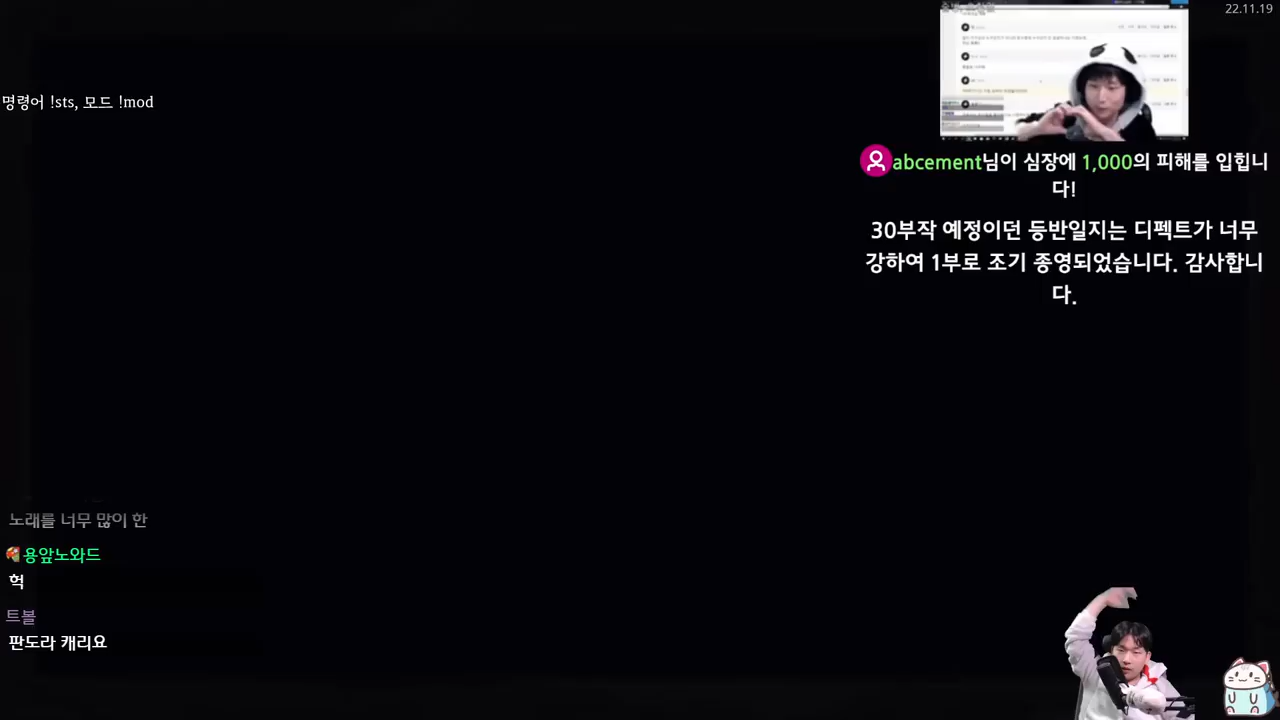 22.11.19
명령어 !sts, 모드 !mod
abcement님이 심장에 1,000의 피해를 입힙니
다!
30부작 예정이던 등반일지는 디펙트가 너무
강하여 1부로 조기 종영되었습니다. 감사합니
다.
노래를 너무 많이 한
용앞노와드
헉
트볼
판도라 캐리요